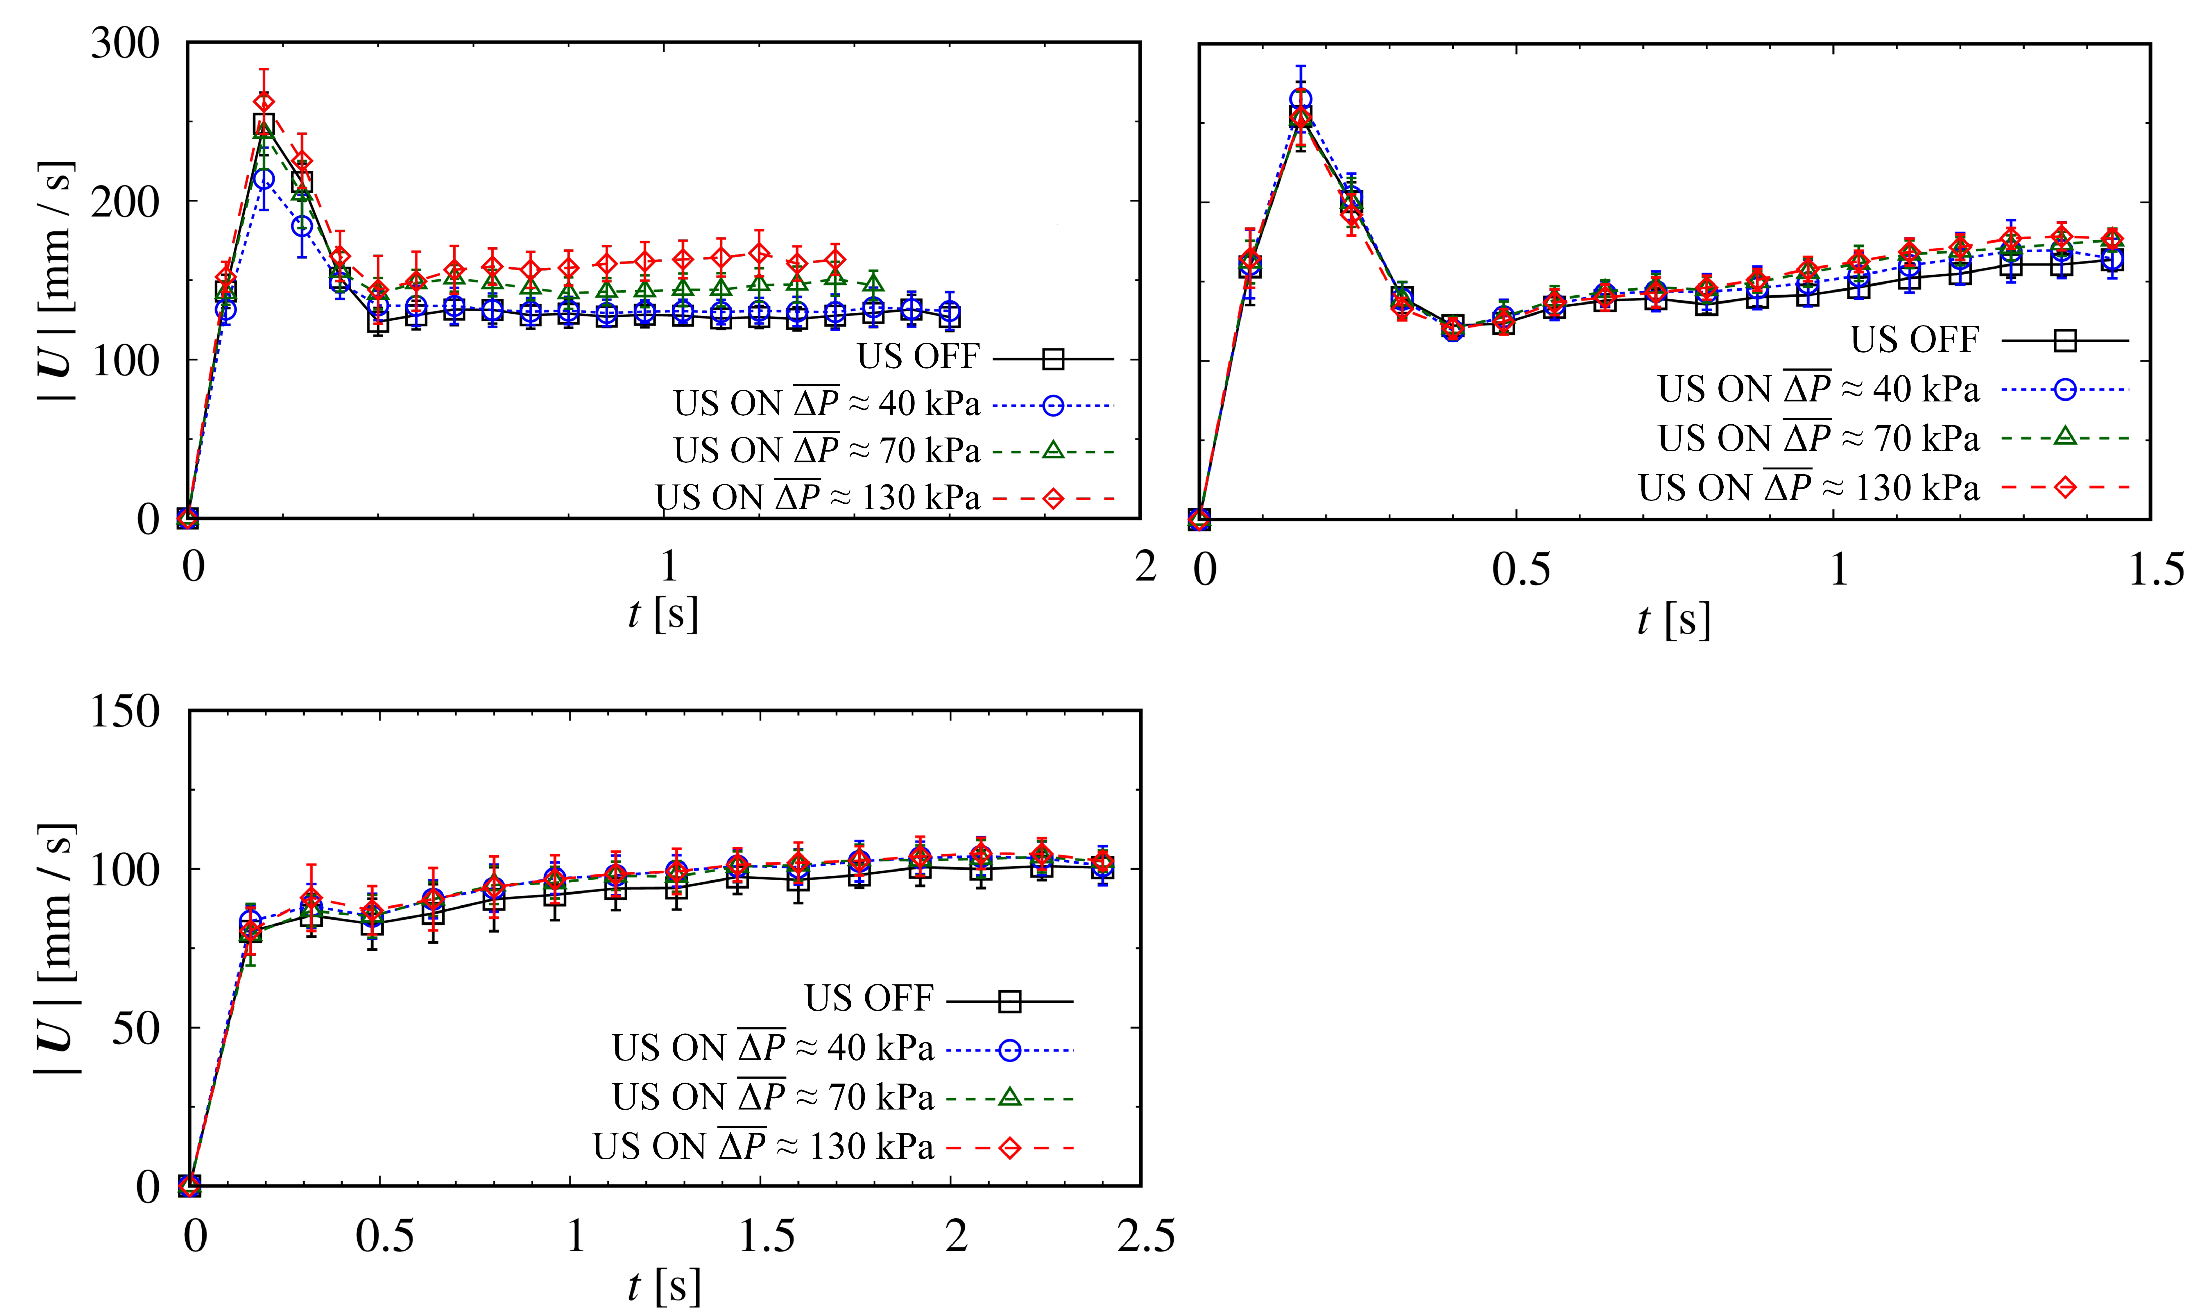 300
200
100
0
| U | [mm / s]
US OFF
US ON ΔP̅ ≈ 40 kPa
US ON ΔP̅ ≈ 70 kPa
US ON ΔP̅ ≈ 130 kPa
0 1 2
t [s]
US OFF
US ON ΔP̅ ≈ 40 kPa
US ON ΔP̅ ≈ 70 kPa
US ON ΔP̅ ≈ 130 kPa
0 0.5 1 1.5
t [s]
150
100
50
0
| U | [mm / s]
US OFF
US ON ΔP̅ ≈ 40 kPa
US ON ΔP̅ ≈ 70 kPa
US ON ΔP̅ ≈ 130 kPa
0 0.5 1 1.5 2 2.5
t [s]